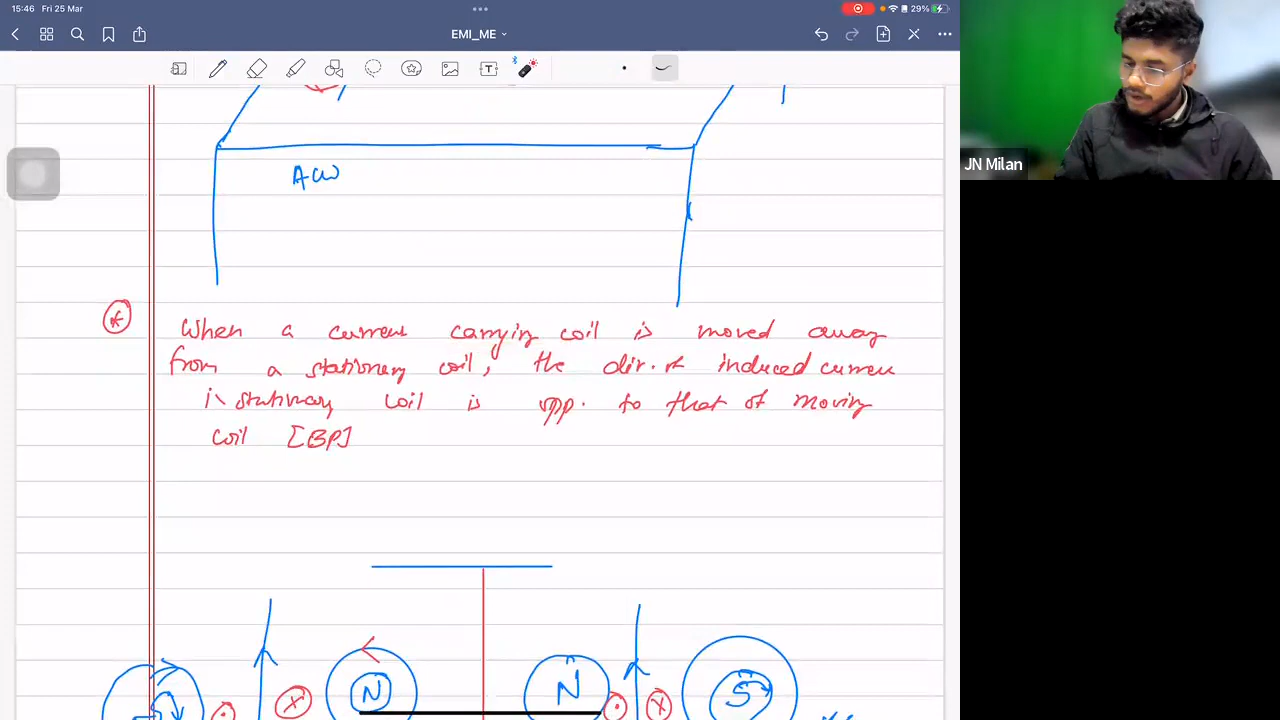 15:46 Fri 25 Mar
29%
EMI_ME
JN Milan
ACW
When a current carrying coil is moved away
from a stationary coil, the dir. of induced current
in stationary coil is opp. to that of moving
coil [BP]
N
N
S